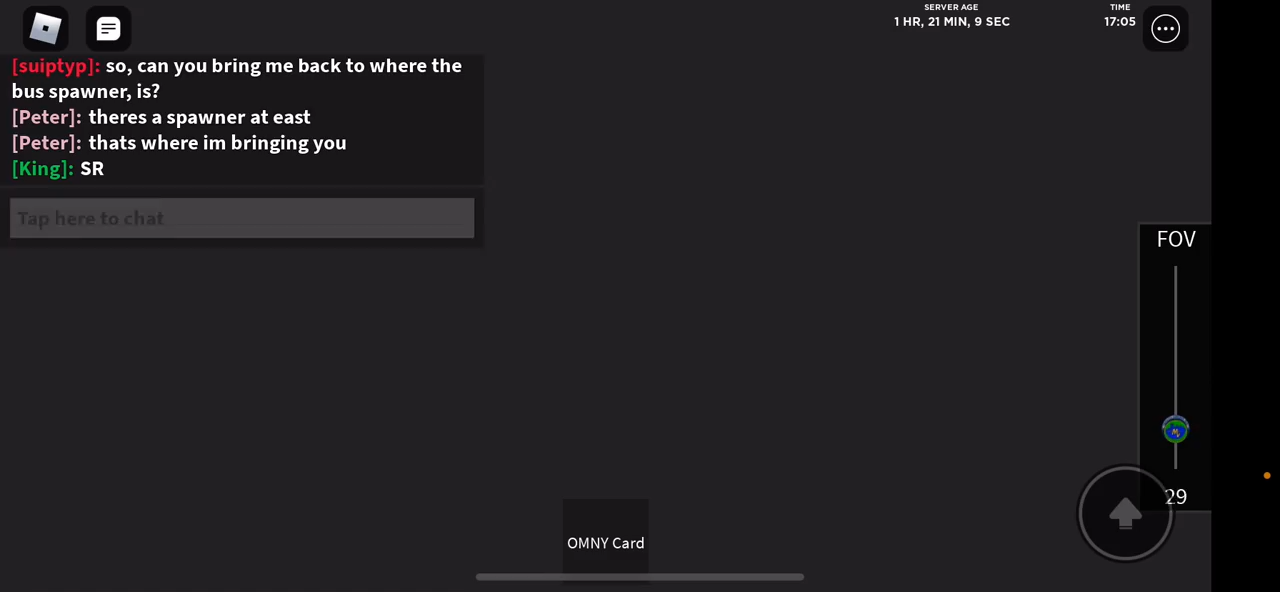 SERVER AGE
1 HR, 21 MIN, 9 SEC
TIME
17:05
[suiptyp]: so, can you bring me back to where the
bus spawner, is?
[Peter]: theres a spawner at east
[Peter]: thats where im bringing you
[King]: SR
Tap here to chat
FOV
29
OMNY Card